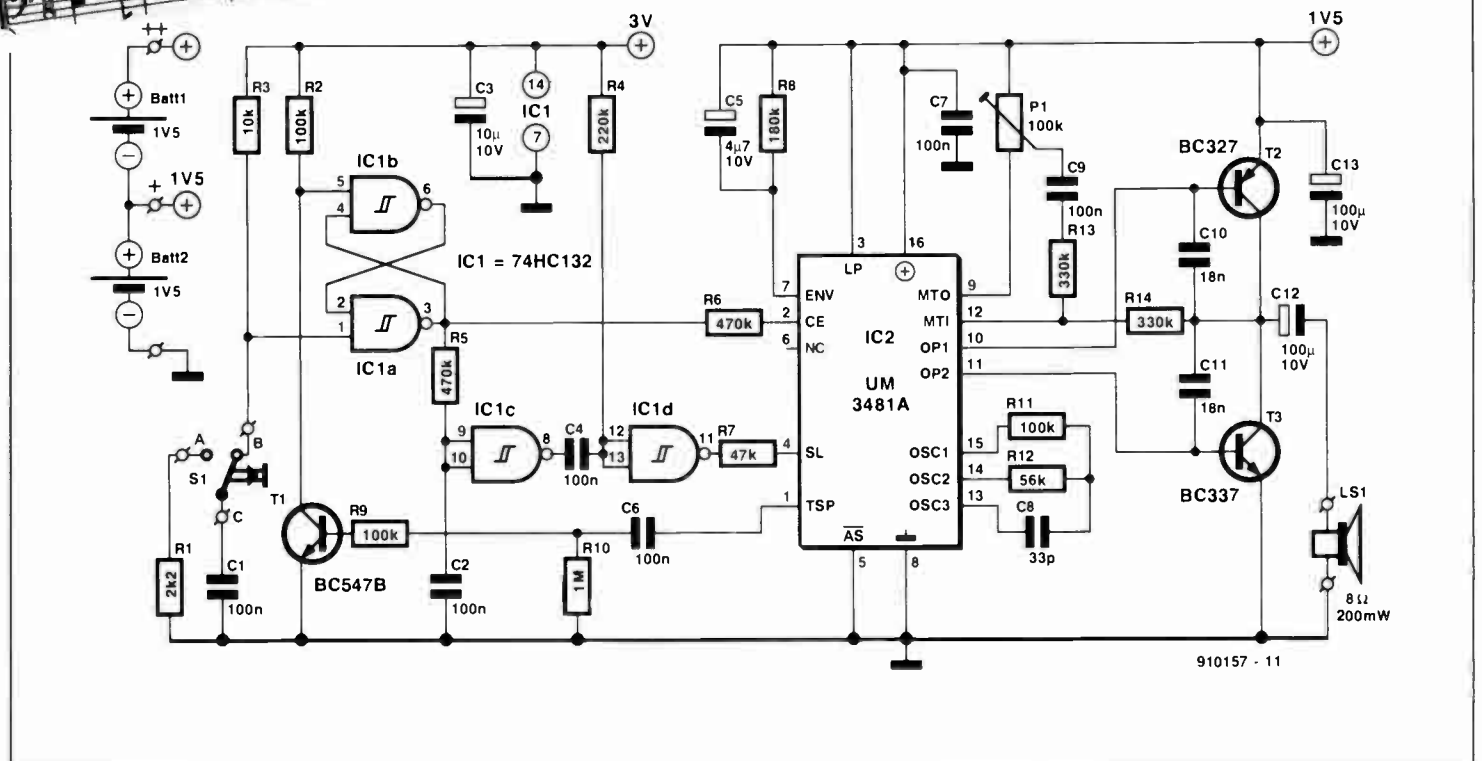 ++
+
Batt1
+
1V5
−
+
1V5
+
Batt2
+
1V5
−
3V
+
R3
10k
R2
100k
C3
10µ
10V
14
IC1
7
R4
220k
IC1b
5
4
6
IC1 = 74HC132
2
1
3
IC1a
R5
470k
R6
470k
IC1c
9
10
8
C4
100n
IC1d
12
13
11
R7
47k
A
B
S1
C
R1
2k2
C1
100n
T1
BC547B
R9
100k
C2
100n
R10
1M
C6
100n
C5
4µ7
10V
R8
180k
C7
100n
P1
100k
C9
100n
R13
330k
3
LP
16
+
7
ENV
2
CE
6
NC
4
SL
1
TSP
IC2
UM
3481A
MTO
9
MTI
12
OP1
10
OP2
11
OSC1
15
OSC2
14
OSC3
13
AS
5
8
R11
100k
R12
56k
C8
33p
R14
330k
C10
18n
C11
18n
1V5
+
BC327
T2
C13
100µ
10V
C12
100µ
10V
T3
BC337
LS1
8Ω
200mW
910157 - 11